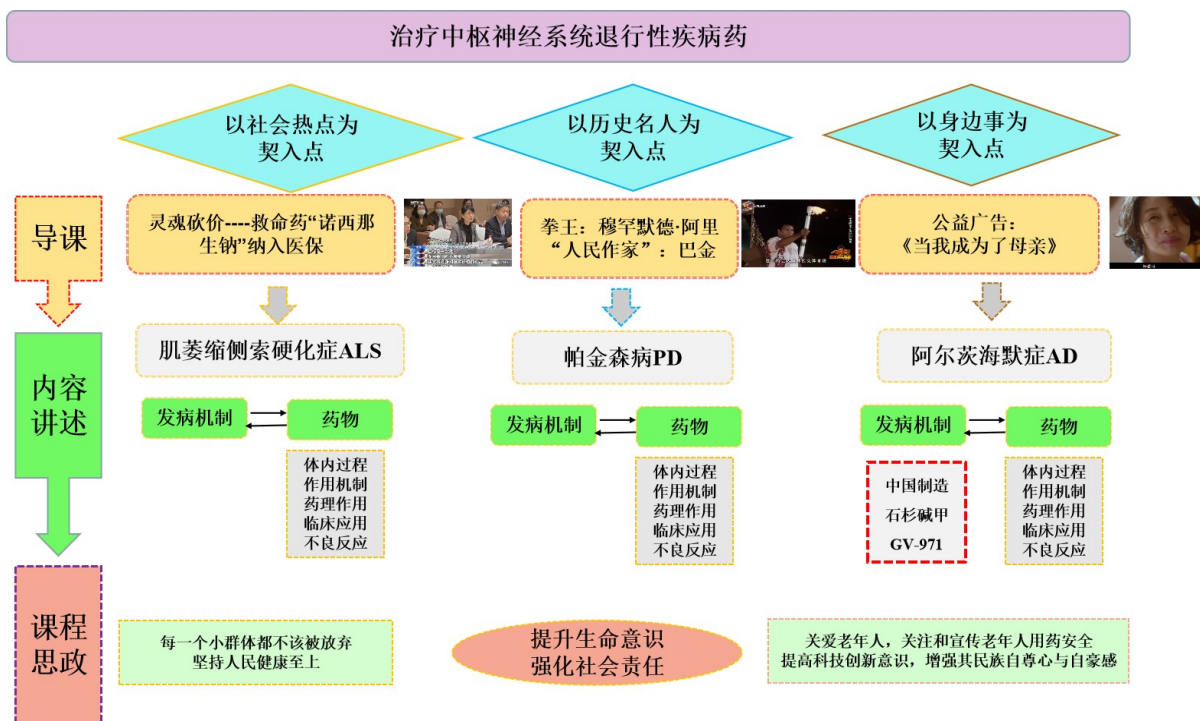 治疗中枢神经系统退行性疾病药
以社会热点为
契入点
以历史名人为
契入点
以身边事为
契入点
导课
灵魂砍价----救命药“诺西那
生钠”纳入医保
拳王：穆罕默德·阿里
“人民作家”：巴金
公益广告：
《当我成为了母亲》
内容
讲述
肌萎缩侧索硬化症ALS
帕金森病PD
阿尔茨海默症AD
发病机制
药物
发病机制
药物
发病机制
药物
体内过程
作用机制
药理作用
临床应用
不良反应
体内过程
作用机制
药理作用
临床应用
不良反应
中国制造
石杉碱甲
GV-971
体内过程
作用机制
药理作用
临床应用
不良反应
课程
思政
每一个小群体都不该被放弃
坚持人民健康至上
提升生命意识
强化社会责任
关爱老年人，关注和宣传老年人用药安全
提高科技创新意识，增强其民族自尊心与自豪感